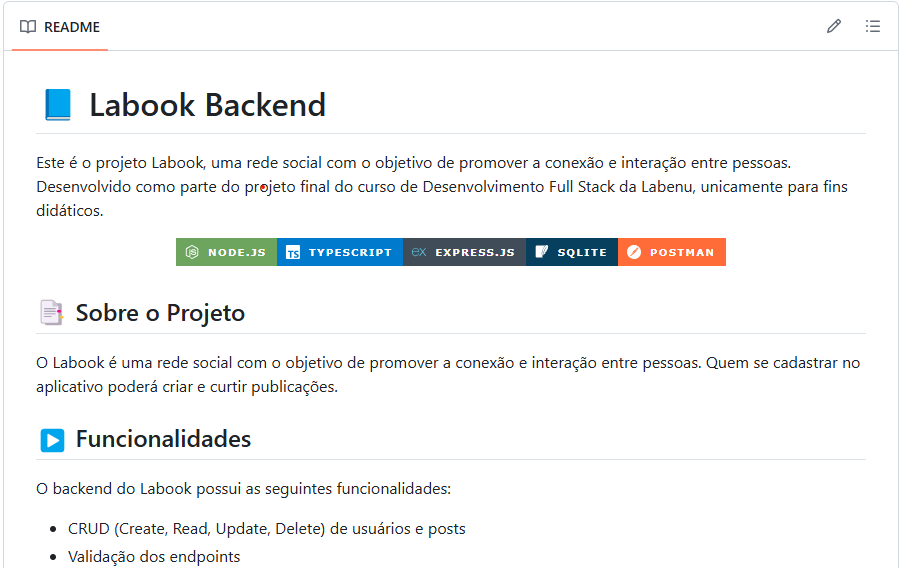 README
Labook Backend
Este é o projeto Labook, uma rede social com o objetivo de promover a conexão e interação entre pessoas.
Desenvolvido como parte do projeto final do curso de Desenvolvimento Full Stack da Labenu, unicamente para fins
didáticos.
NODE.JS TS TYPESCRIPT EX EXPRESS.JS SQLITE POSTMAN
Sobre o Projeto
O Labook é uma rede social com o objetivo de promover a conexão e interação entre pessoas. Quem se cadastrar no
aplicativo poderá criar e curtir publicações.
Funcionalidades
O backend do Labook possui as seguintes funcionalidades:
• CRUD (Create, Read, Update, Delete) de usuários e posts
• Validação dos endpoints